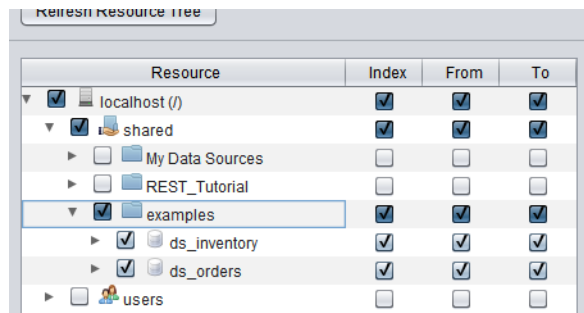 Refresh Resource Tree
Resource Index From To
localhost (/)
shared
My Data Sources
REST_Tutorial
examples
ds_inventory
ds_orders
users